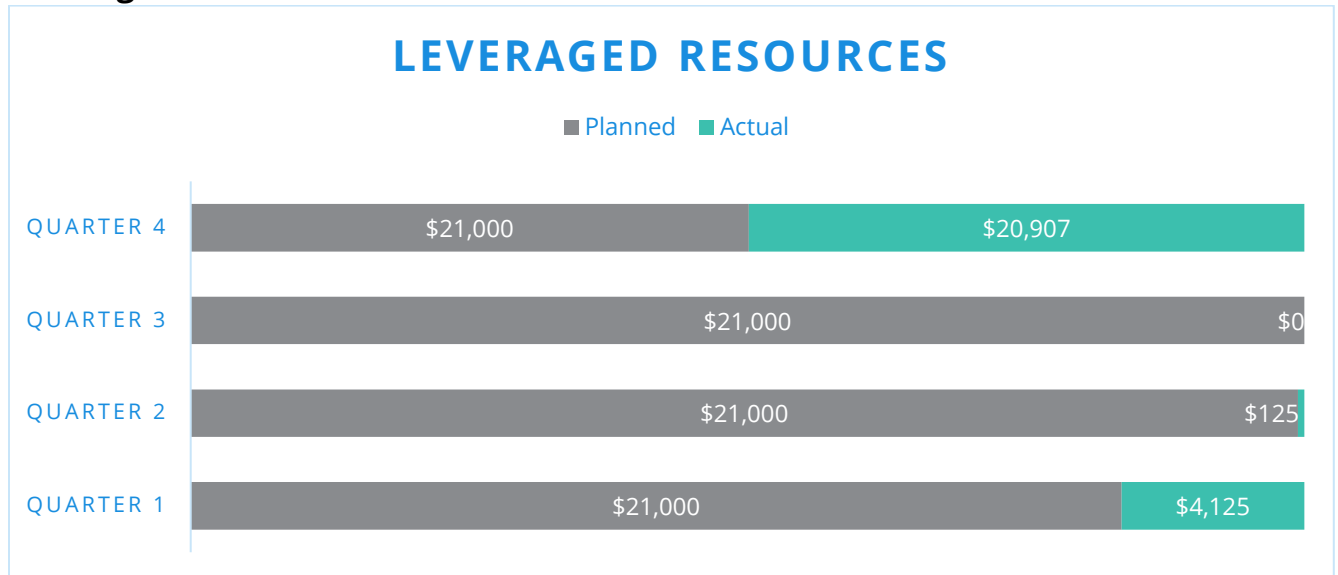 LEVERAGED RESOURCES
Planned Actual
QUARTER 4 $21,000 $20,907
QUARTER 3 $21,000 $0
QUARTER 2 $21,000 $125
QUARTER 1 $21,000 $4,125